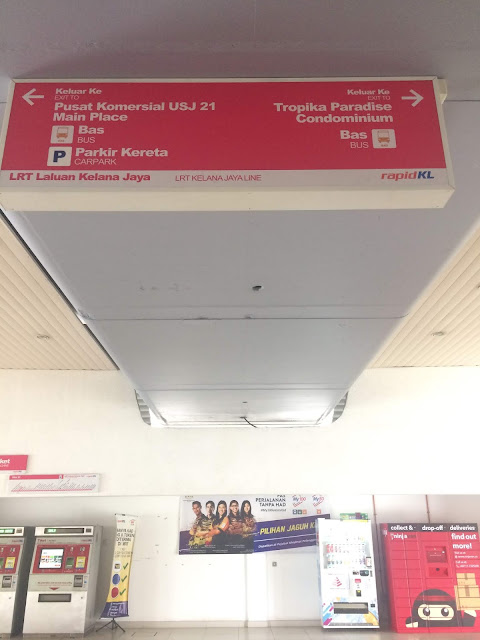 Keluar Ke
EXIT TO
Pusat Komersial USJ 21
Main Place
Bas
BUS
P
Parkir Kereta
CARPARK
Keluar Ke
EXIT TO
Tropika Paradise
Condominium
Bas
BUS
LRT Laluan Kelana Jaya
LRT KELANA JAYA LINE
rapidKL
PERJALANAN
TANPA HAD
PILIHAN JAGUH
collect &
drop-off
deliveries
find out
more!